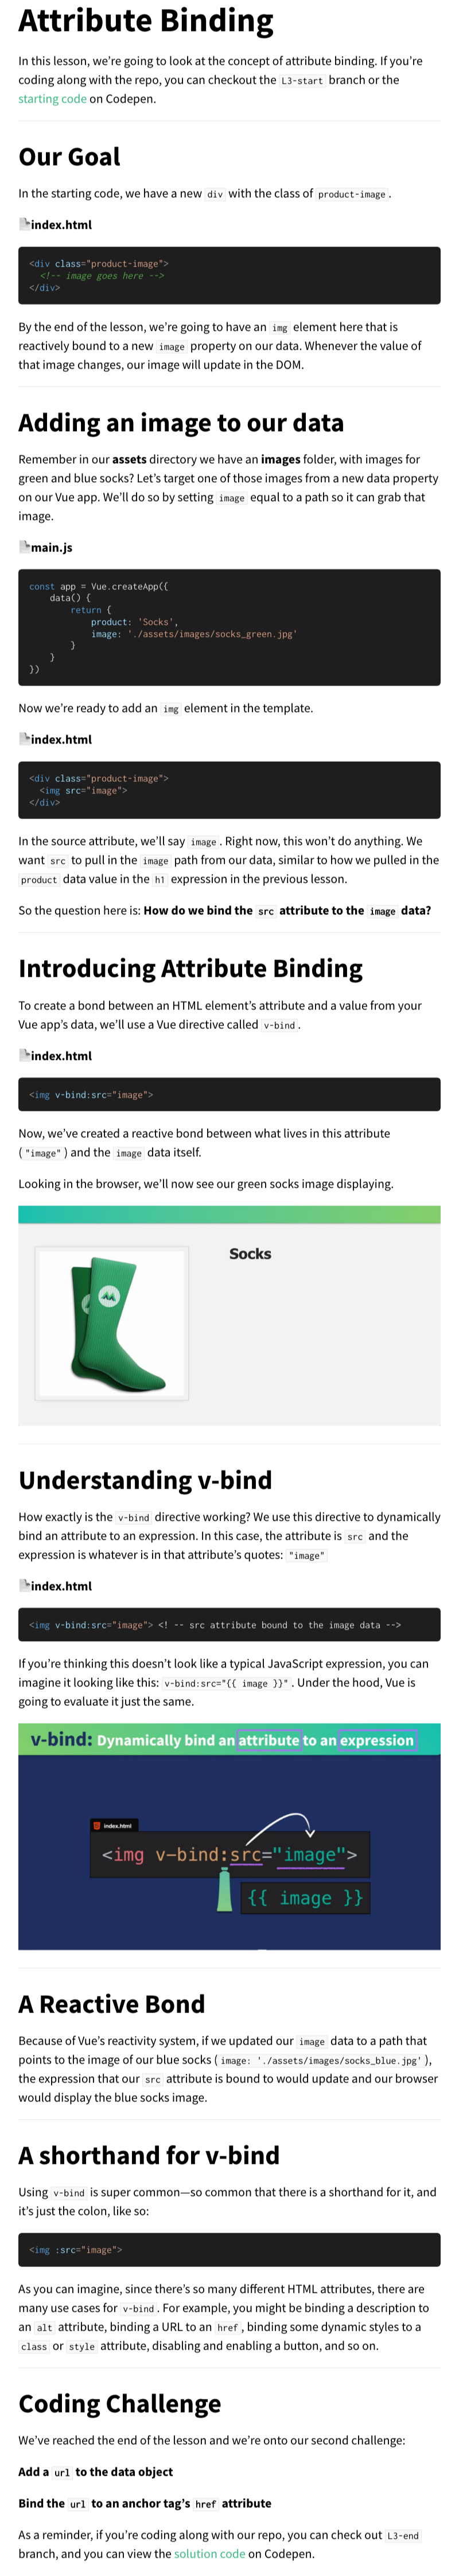 Attribute Binding
In this lesson, we’re going to look at the concept of attribute binding. If you’re
coding along with the repo, you can checkout the L3-start branch or the
starting code on Codepen.
Our Goal
In the starting code, we have a new div with the class of product-image .
index.html
<div class="product-image">
  <!-- image goes here -->
</div>
By the end of the lesson, we’re going to have an img element here that is
reactively bound to a new image property on our data. Whenever the value of
that image changes, our image will update in the DOM.
Adding an image to our data
Remember in our assets directory we have an images folder, with images for
green and blue socks? Let’s target one of those images from a new data property
on our Vue app. We’ll do so by setting image equal to a path so it can grab that
image.
main.js
const app = Vue.createApp({
    data() {
        return {
            product: 'Socks',
            image: './assets/images/socks_green.jpg'
        }
    }
})
Now we’re ready to add an img element in the template.
index.html
<div class="product-image">
  <img src="image">
</div>
In the source attribute, we’ll say image . Right now, this won’t do anything. We
want src to pull in the image path from our data, similar to how we pulled in the
product data value in the h1 expression in the previous lesson.
So the question here is: How do we bind the src attribute to the image data?
Introducing Attribute Binding
To create a bond between an HTML element’s attribute and a value from your
Vue app’s data, we’ll use a Vue directive called v-bind .
index.html
<img v-bind:src="image">
Now, we’ve created a reactive bond between what lives in this attribute
( "image" ) and the image data itself.
Looking in the browser, we’ll now see our green socks image displaying.
Socks
Understanding v-bind
How exactly is the v-bind directive working? We use this directive to dynamically
bind an attribute to an expression. In this case, the attribute is src and the
expression is whatever is in that attribute’s quotes: "image"
index.html
<img v-bind:src="image"> <! -- src attribute bound to the image data -->
If you’re thinking this doesn’t look like a typical JavaScript expression, you can
imagine it looking like this: v-bind:src="{{ image }}" . Under the hood, Vue is
going to evaluate it just the same.
v-bind: Dynamically bind an attribute to an expression
index.html
<img v-bind:src="image">
{{ image }}
A Reactive Bond
Because of Vue’s reactivity system, if we updated our image data to a path that
points to the image of our blue socks ( image: './assets/images/socks_blue.jpg' ),
the expression that our src attribute is bound to would update and our browser
would display the blue socks image.
A shorthand for v-bind
Using v-bind is super common—so common that there is a shorthand for it, and
it’s just the colon, like so:
<img :src="image">
As you can imagine, since there’s so many different HTML attributes, there are
many use cases for v-bind . For example, you might be binding a description to
an alt attribute, binding a URL to an href , binding some dynamic styles to a
class or style attribute, disabling and enabling a button, and so on.
Coding Challenge
We’ve reached the end of the lesson and we’re onto our second challenge:
Add a url to the data object
Bind the url to an anchor tag’s href attribute
As a reminder, if you’re coding along with our repo, you can check out L3-end
branch, and you can view the solution code on Codepen.